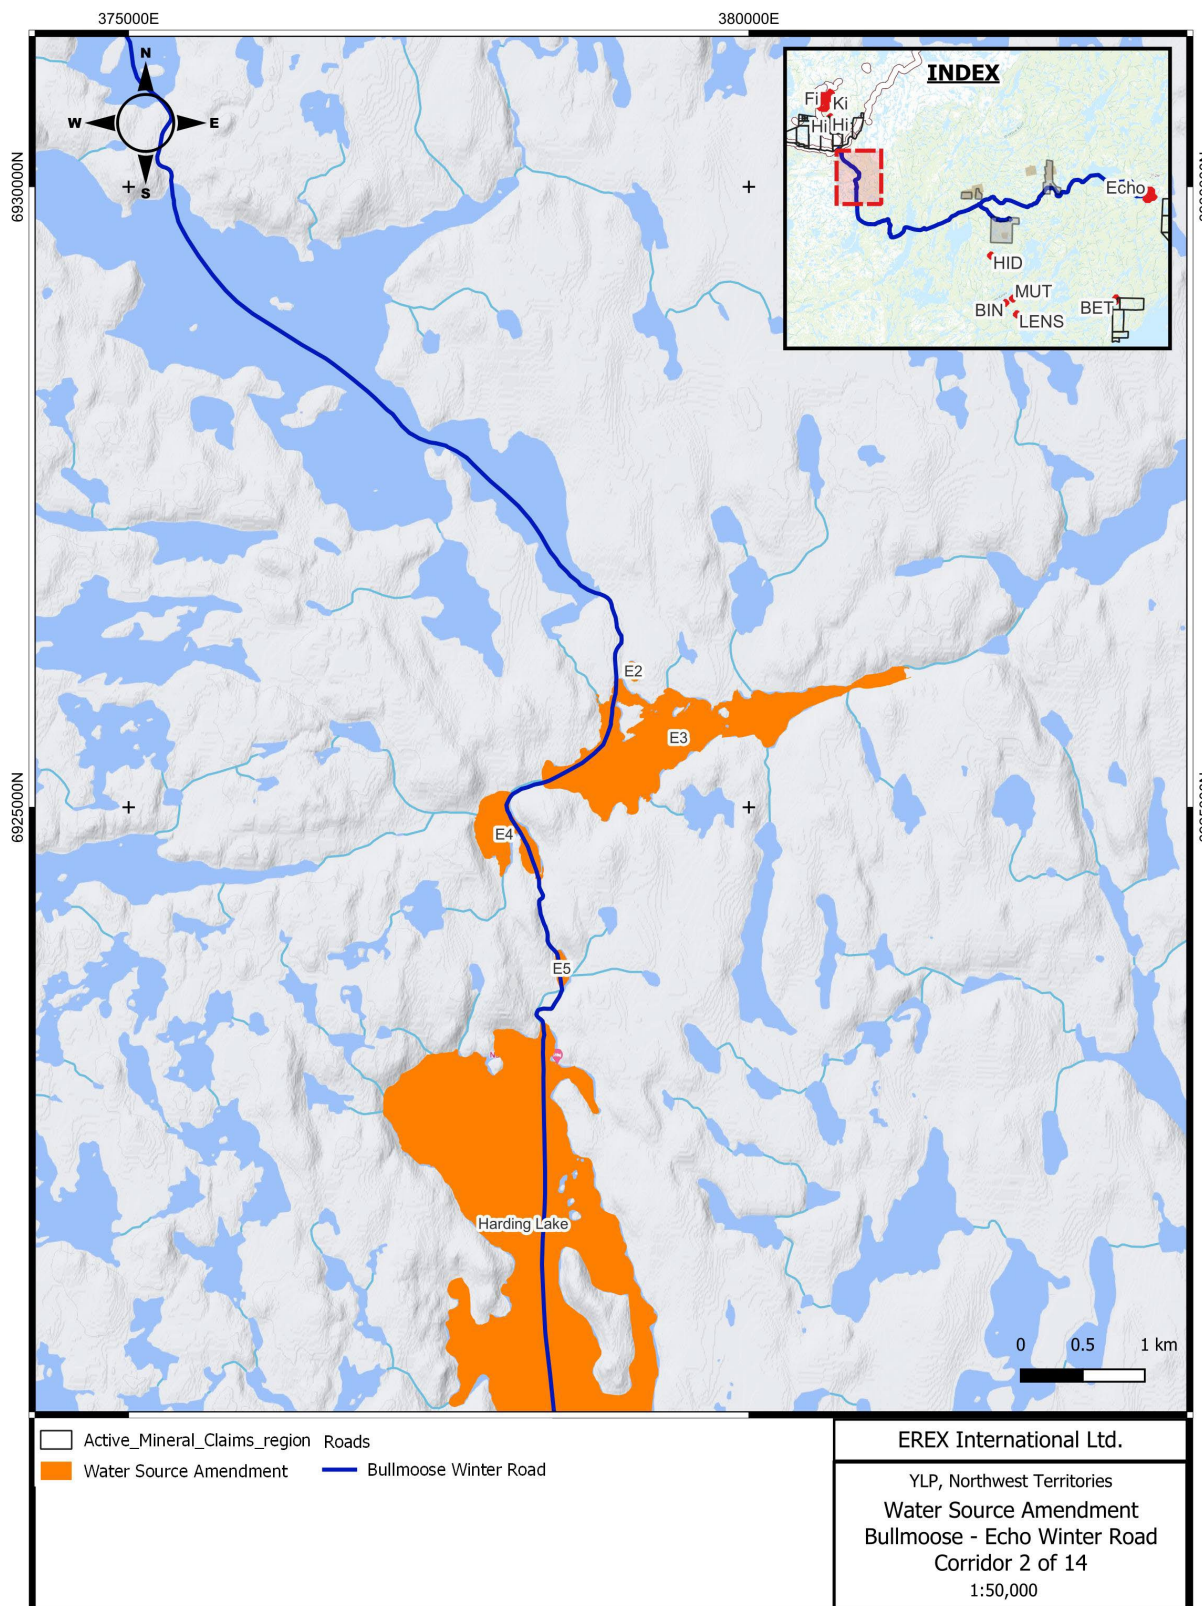 375000E
380000E
N
W
E
S
6930000N
6925000N
INDEX
Fi
Ki
Hi
Hi
Echo
HID
MUT
BIN
LENS
BET
E2
E3
E4
E5
Harding Lake
0 0.5 1 km
Active_Mineral_Claims_region
Roads
Water Source Amendment
Bullmoose Winter Road
EREX International Ltd.
YLP, Northwest Territories
Water Source Amendment
Bullmoose - Echo Winter Road
Corridor 2 of 14
1:50,000